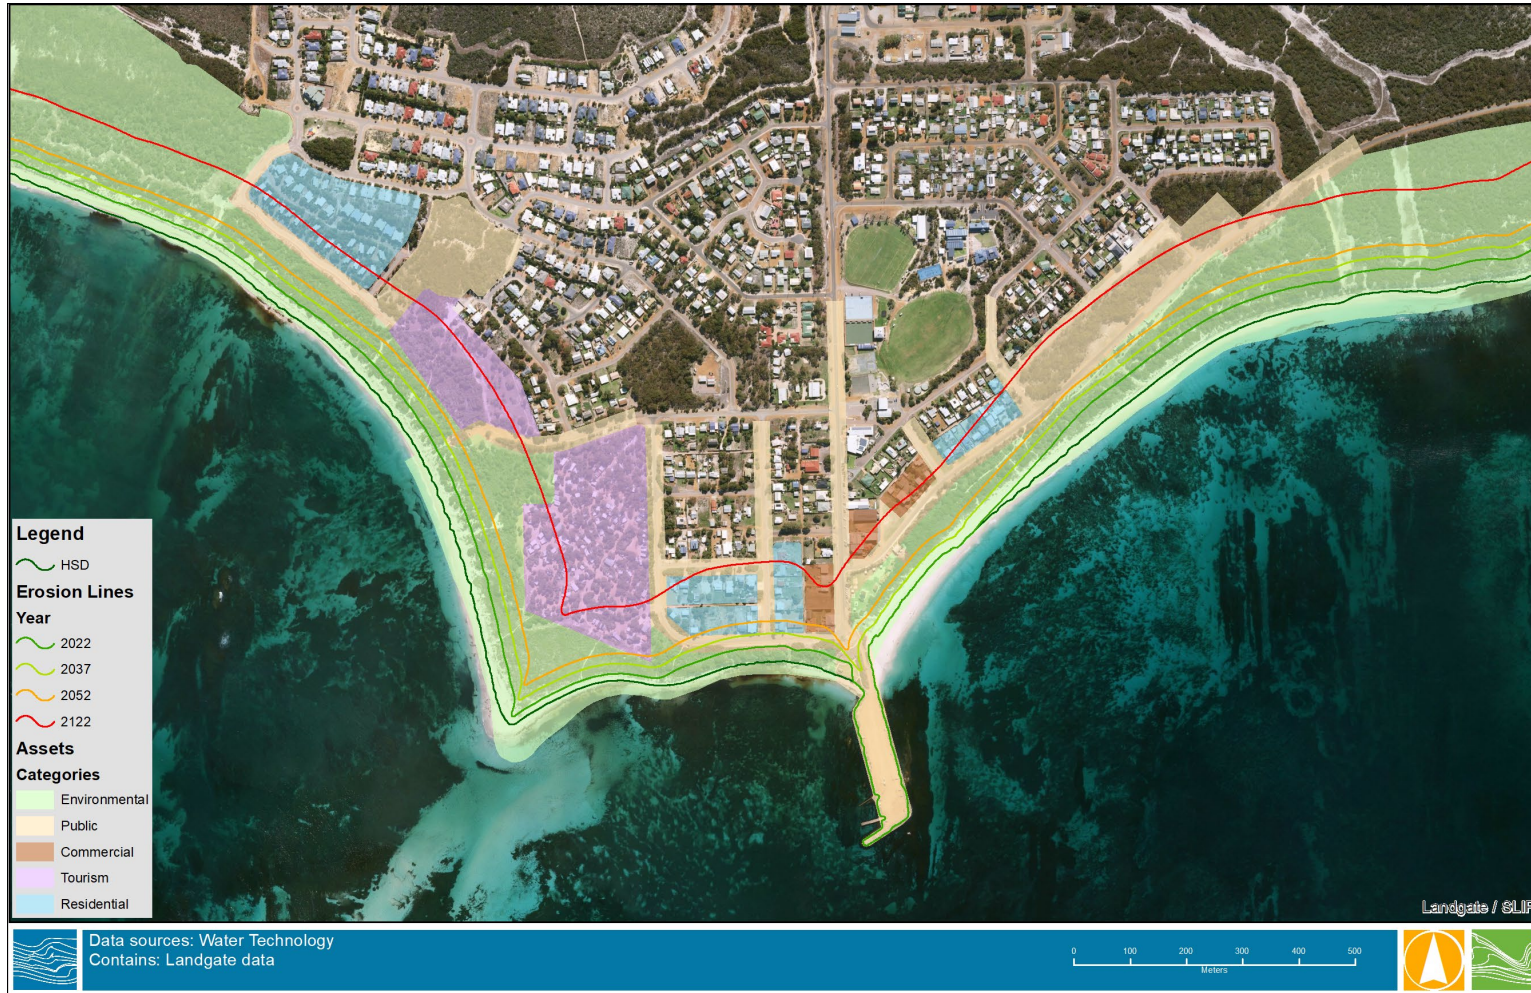 Legend
HSD
Erosion Lines
Year
2022
2037
2052
2122
Assets
Categories
Environmental
Public
Commercial
Tourism
Residential
Landgate / SLIP
Data sources: Water Technology
Contains: Landgate data
0 100 200 300 400 500
Meters